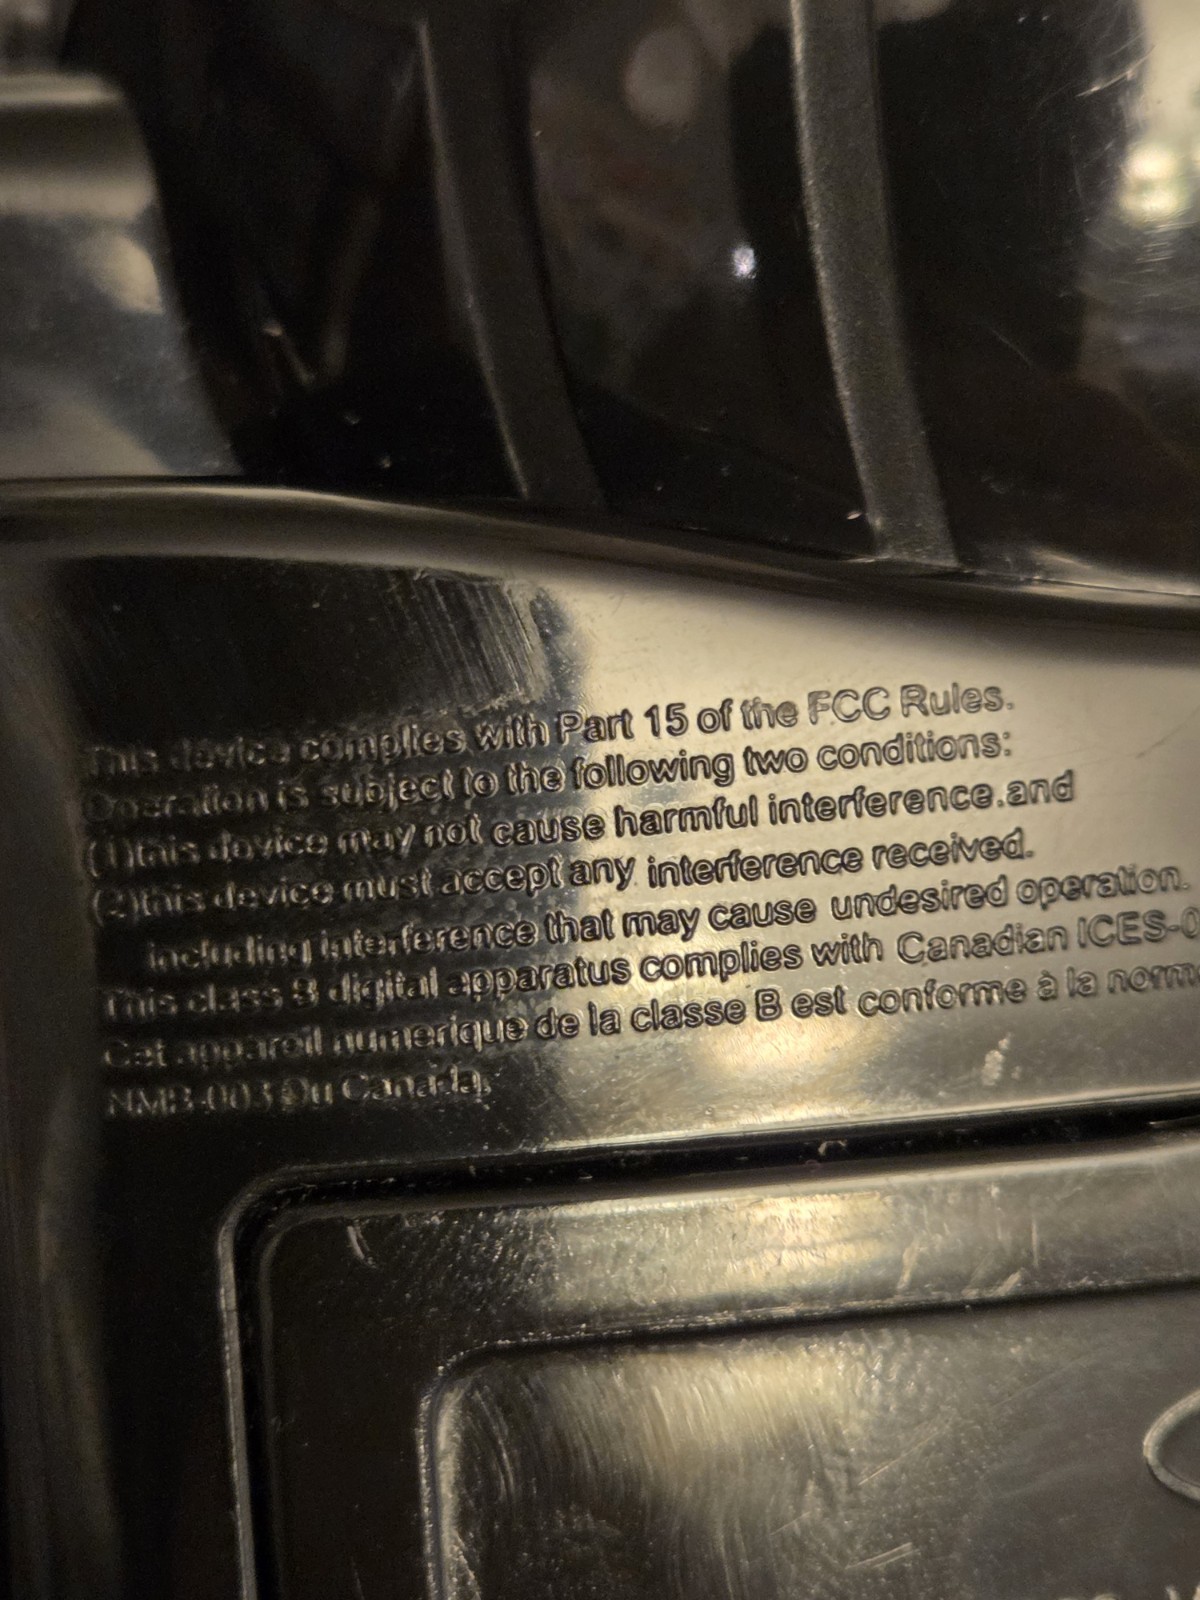 This device complies with Part 15 of the FCC Rules.
Operation is subject to the following two conditions:
(1)this device may not cause harmful interference.and
(2)this device must accept any interference received.
including interference that may cause undesired operation.
This class B digital apparatus complies with Canadian ICES-0
Cet appareil numerique de la classe B est conforme à la norm
NMB-003 Du Canada,